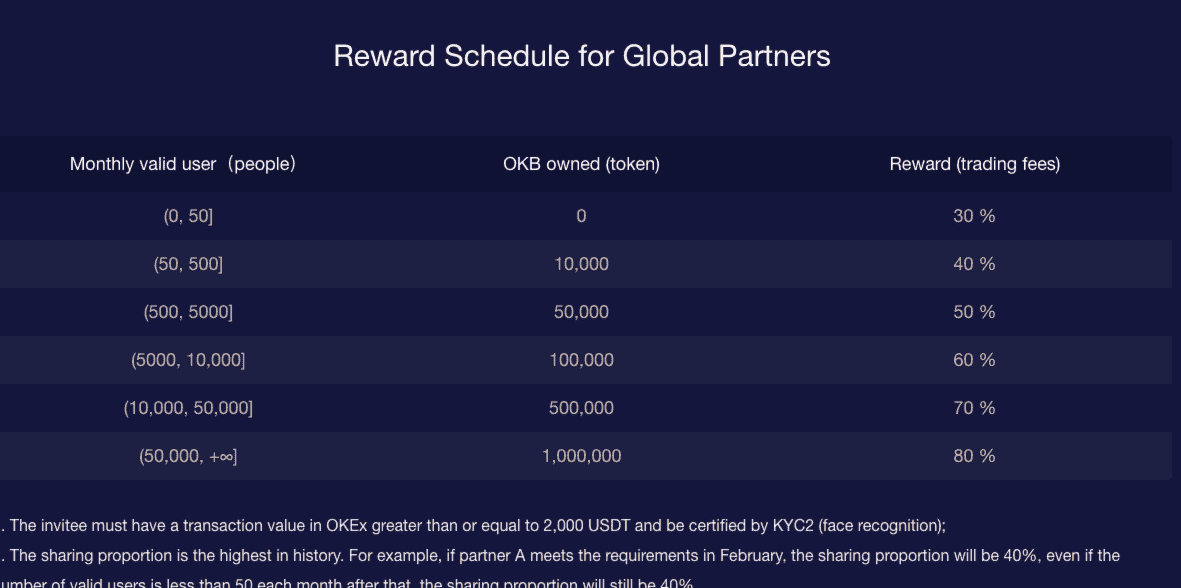 Reward Schedule for Global Partners
Monthly valid user（people） OKB owned (token) Reward (trading fees)
(0, 50] 0 30 %
(50, 500] 10,000 40 %
(500, 5000] 50,000 50 %
(5000, 10,000] 100,000 60 %
(10,000, 50,000] 500,000 70 %
(50,000, +∞] 1,000,000 80 %
. The invitee must have a transaction value in OKEx greater than or equal to 2,000 USDT and be certified by KYC2 (face recognition);
. The sharing proportion is the highest in history. For example, if partner A meets the requirements in February, the sharing proportion will be 40%, even if the
umber of valid users is less than 50 each month after that, the sharing proportion will still be 40%